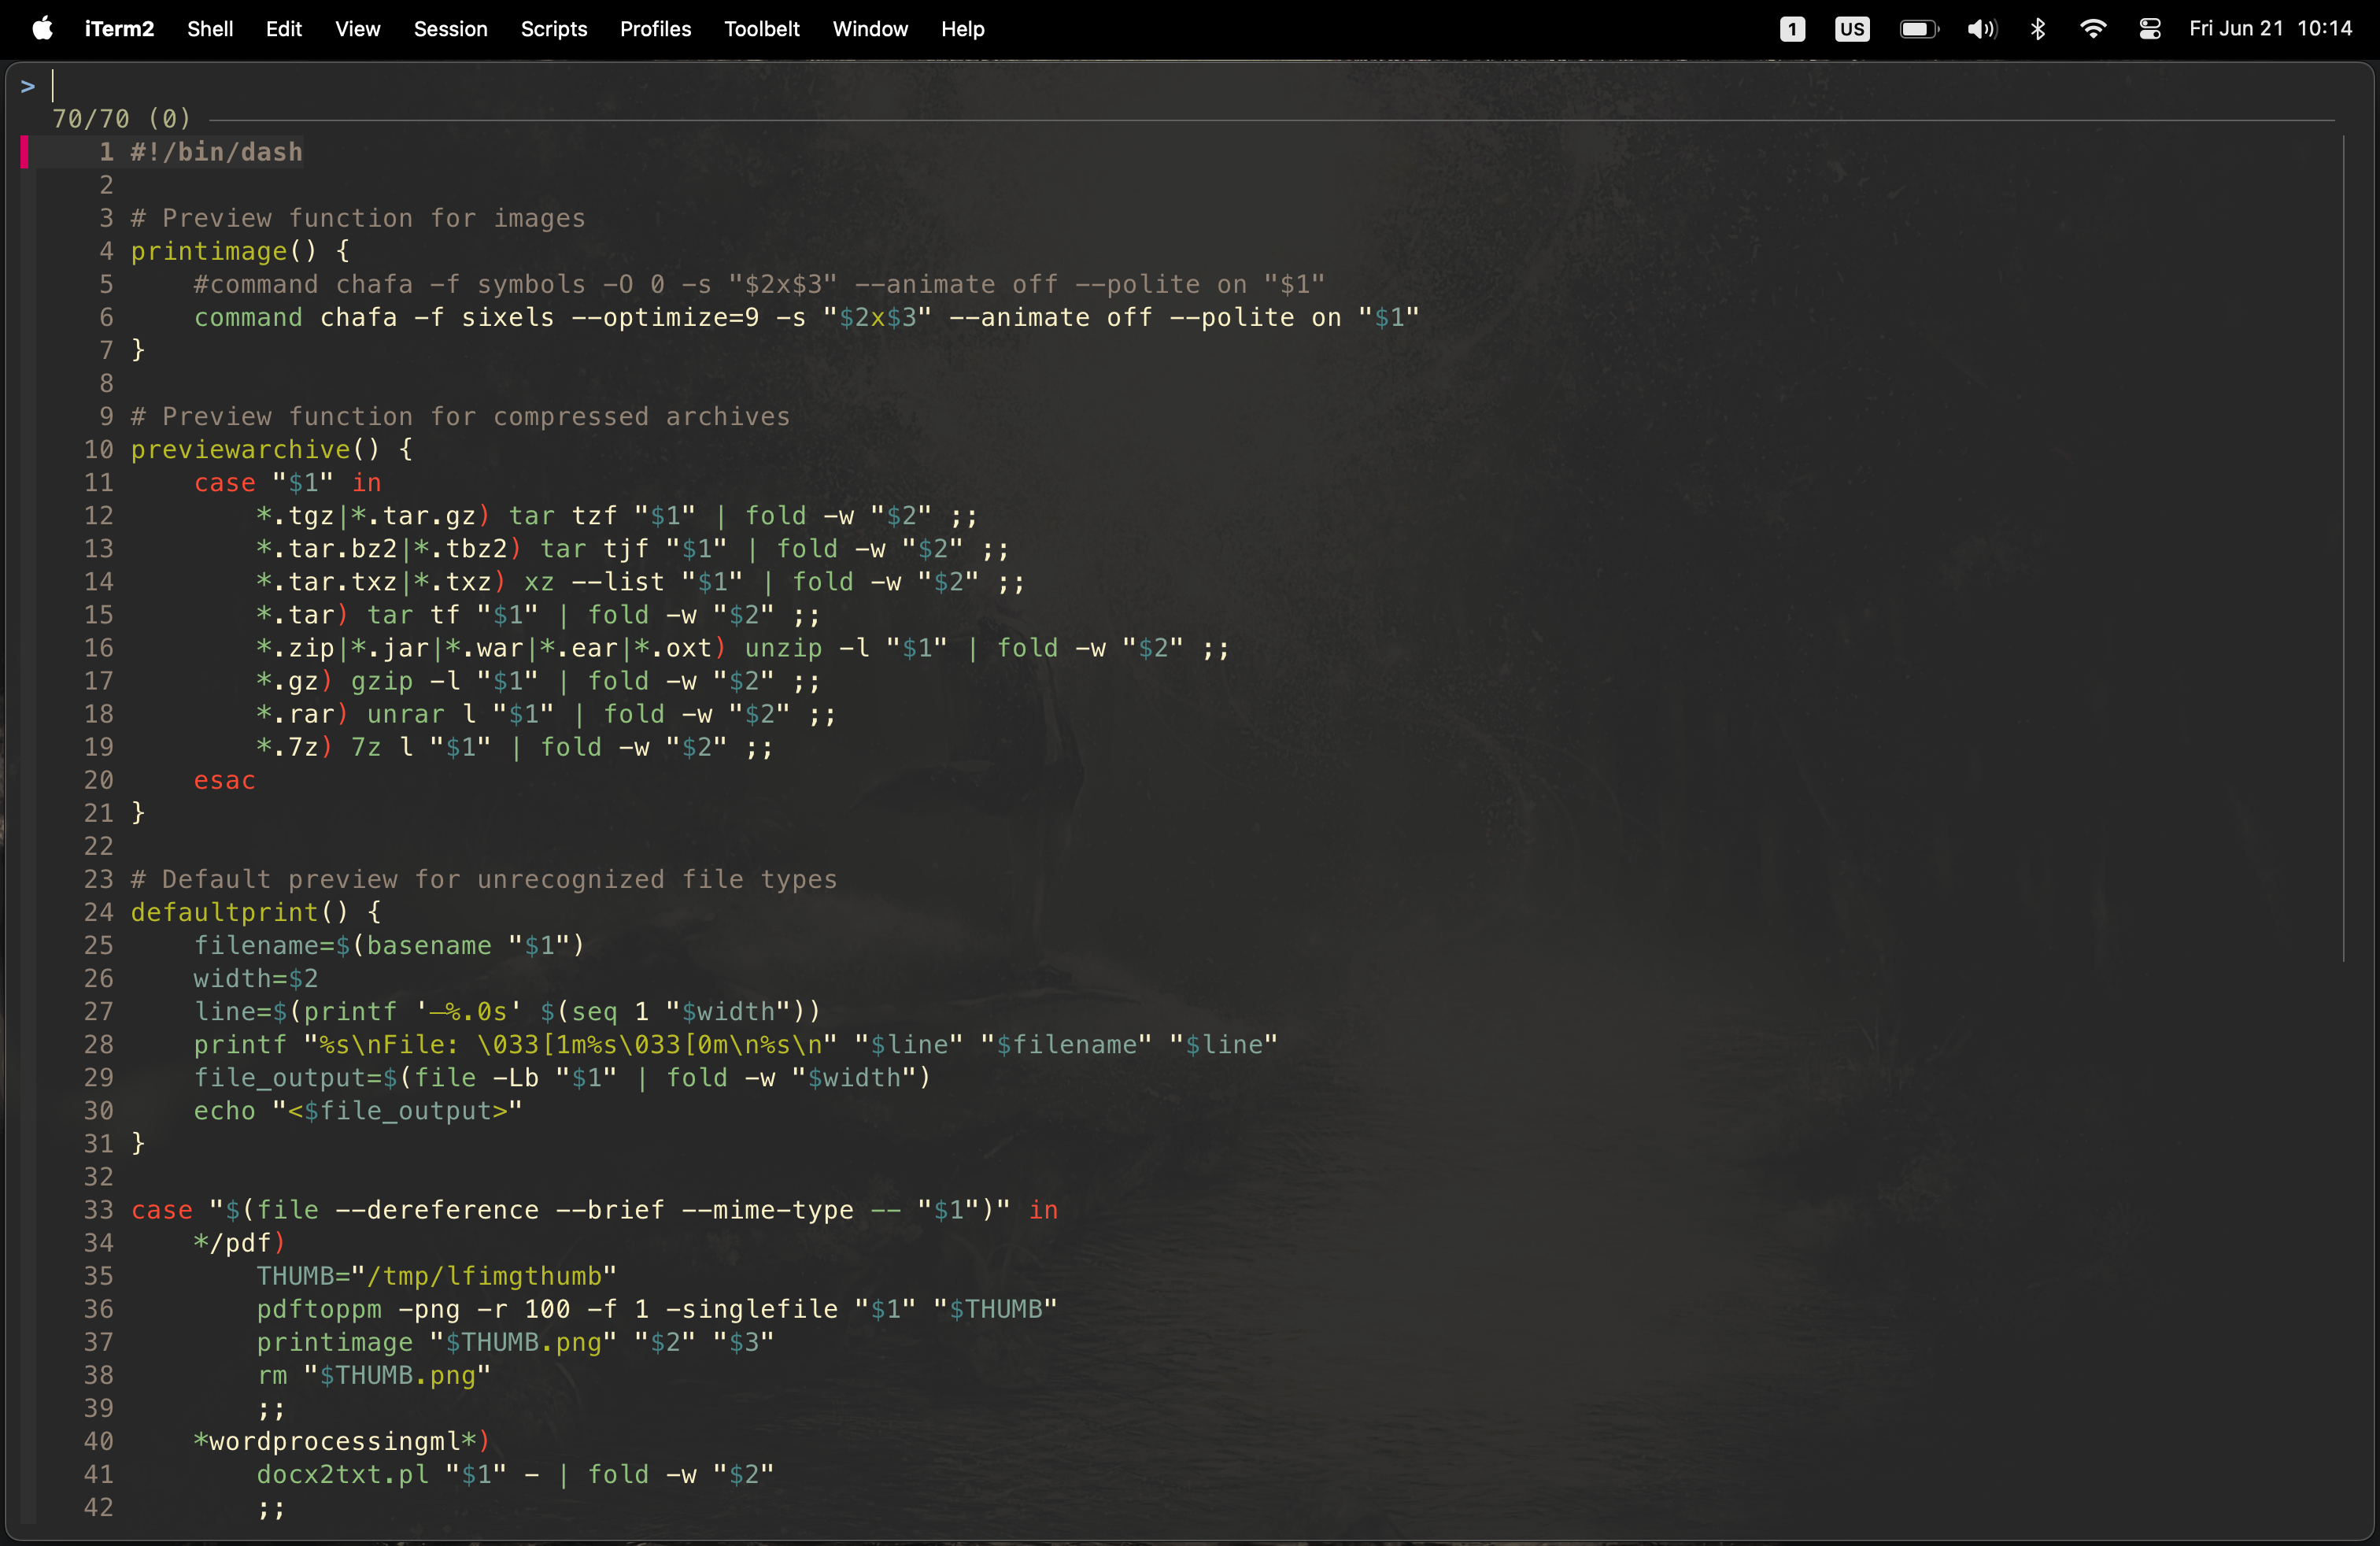 iTerm2 Shell Edit View Session Scripts Profiles Toolbelt Window Help 1 US Fri Jun 21 10:14
>
70/70 (0)
1 #!/bin/dash
2
3 # Preview function for images
4 printimage() {
5     #command chafa -f symbols -O 0 -s "$2x$3" --animate off --polite on "$1"
6     command chafa -f sixels --optimize=9 -s "$2x$3" --animate off --polite on "$1"
7 }
8
9 # Preview function for compressed archives
10 previewarchive() {
11     case "$1" in
12         *.tgz|*.tar.gz) tar tzf "$1" | fold -w "$2" ;;
13         *.tar.bz2|*.tbz2) tar tjf "$1" | fold -w "$2" ;;
14         *.tar.txz|*.txz) xz --list "$1" | fold -w "$2" ;;
15         *.tar) tar tf "$1" | fold -w "$2" ;;
16         *.zip|*.jar|*.war|*.ear|*.oxt) unzip -l "$1" | fold -w "$2" ;;
17         *.gz) gzip -l "$1" | fold -w "$2" ;;
18         *.rar) unrar l "$1" | fold -w "$2" ;;
19         *.7z) 7z l "$1" | fold -w "$2" ;;
20     esac
21 }
22
23 # Default preview for unrecognized file types
24 defaultprint() {
25     filename=$(basename "$1")
26     width=$2
27     line=$(printf '—%.0s' $(seq 1 "$width"))
28     printf "%s\nFile: \033[1m%s\033[0m\n%s\n" "$line" "$filename" "$line"
29     file_output=$(file -Lb "$1" | fold -w "$width")
30     echo "<$file_output>"
31 }
32
33 case "$(file --dereference --brief --mime-type -- "$1")" in
34     */pdf)
35         THUMB="/tmp/lfimgthumb"
36         pdftoppm -png -r 100 -f 1 -singlefile "$1" "$THUMB"
37         printimage "$THUMB.png" "$2" "$3"
38         rm "$THUMB.png"
39         ;;
40     *wordprocessingml*)
41         docx2txt.pl "$1" - | fold -w "$2"
42         ;;